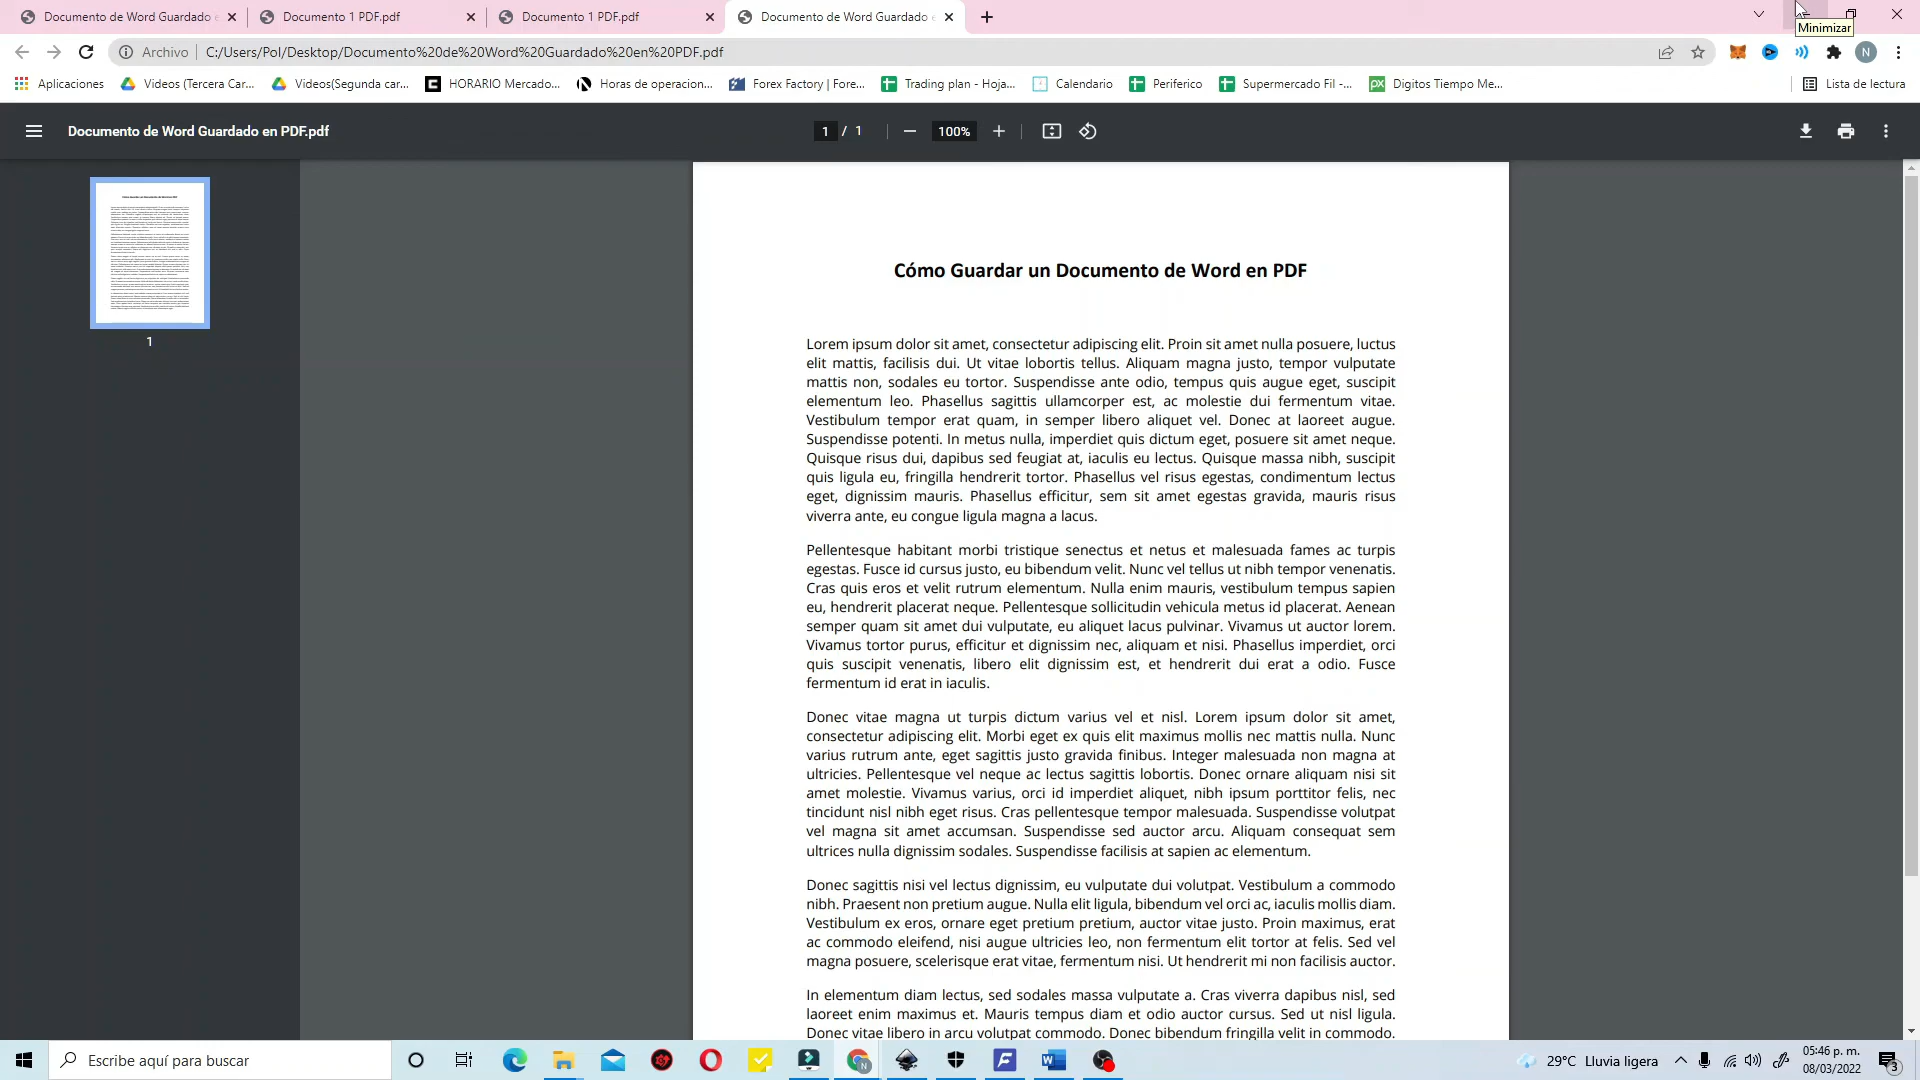 Documento de Word Guardado e
Documento 1 PDF.pdf
Documento 1 PDF.pdf
Documento de Word Guardado e
Minimizar
Archivo
C:/Users/Pol/Desktop/Documento%20de%20Word%20Guardado%20en%20PDF.pdf
N
Aplicaciones
Videos (Tercera Car...
Videos(Segunda car...
HORARIO Mercado...
Horas de operacion...
Forex Factory | Fore...
Trading plan - Hoja...
Calendario
Periferico
Supermercado Fil -...
Digitos Tiempo Me...
Lista de lectura
Documento de Word Guardado en PDF.pdf
1 / 1
100%
1
Cómo Guardar un Documento de Word en PDF
Lorem ipsum dolor sit amet, consectetur adipiscing elit. Proin sit amet nulla posuere, luctus
elit mattis, facilisis dui. Ut vitae lobortis tellus. Aliquam magna justo, tempor vulputate
mattis non, sodales eu tortor. Suspendisse ante odio, tempus quis augue eget, suscipit
elementum leo. Phasellus sagittis ullamcorper est, ac molestie dui fermentum vitae.
Vestibulum tempor erat quam, in semper libero aliquet vel. Donec at laoreet augue.
Suspendisse potenti. In metus nulla, imperdiet quis dictum eget, posuere sit amet neque.
Quisque risus dui, dapibus sed feugiat at, iaculis eu lectus. Quisque massa nibh, suscipit
quis ligula eu, fringilla hendrerit tortor. Phasellus vel risus egestas, condimentum lectus
eget, dignissim mauris. Phasellus efficitur, sem sit amet egestas gravida, mauris risus
viverra ante, eu congue ligula magna a lacus.
Pellentesque habitant morbi tristique senectus et netus et malesuada fames ac turpis
egestas. Fusce id cursus justo, eu bibendum velit. Nunc vel tellus ut nibh tempor venenatis.
Cras quis eros et velit rutrum elementum. Nulla enim mauris, vestibulum tempus sapien
eu, hendrerit placerat neque. Pellentesque sollicitudin vehicula metus id placerat. Aenean
semper quam sit amet dui vulputate, eu aliquet lacus pulvinar. Vivamus ut auctor lorem.
Vivamus tortor purus, efficitur et dignissim nec, aliquam et nisi. Phasellus imperdiet, orci
quis suscipit venenatis, libero elit dignissim est, et hendrerit dui erat a odio. Fusce
fermentum id erat in iaculis.
Donec vitae magna ut turpis dictum varius vel et nisl. Lorem ipsum dolor sit amet,
consectetur adipiscing elit. Morbi eget ex quis elit maximus mollis nec mattis nulla. Nunc
varius rutrum ante, eget sagittis justo gravida finibus. Integer malesuada non magna at
ultricies. Pellentesque vel neque ac lectus sagittis lobortis. Donec ornare aliquam nisi sit
amet molestie. Vivamus varius, orci id imperdiet aliquet, nibh ipsum porttitor felis, nec
tincidunt nisl nibh eget risus. Cras pellentesque tempor malesuada. Suspendisse volutpat
vel magna sit amet accumsan. Suspendisse sed auctor arcu. Aliquam consequat sem
ultrices nulla dignissim sodales. Suspendisse facilisis at sapien ac elementum.
Donec sagittis nisi vel lectus dignissim, eu vulputate dui volutpat. Vestibulum a commodo
nibh. Praesent non pretium augue. Nulla elit ligula, bibendum vel orci ac, iaculis mollis diam.
Vestibulum ex eros, ornare eget pretium pretium, auctor vitae justo. Proin maximus, erat
ac commodo eleifend, nisi augue ultricies leo, non fermentum elit tortor at felis. Sed vel
magna posuere, scelerisque erat vitae, fermentum nisi. Ut hendrerit mi non facilisis auctor.
In elementum diam lectus, sed sodales massa vulputate a. Cras viverra dapibus nisl, sed
laoreet enim maximus et. Mauris tempus diam et odio auctor cursus. Sed ut nisl ligula.
Donec vitae libero in arcu volutpat commodo. Donec bibendum fringilla velit in commodo.
Escribe aquí para buscar
29°C Lluvia ligera
05:46 p. m.
08/03/2022
3